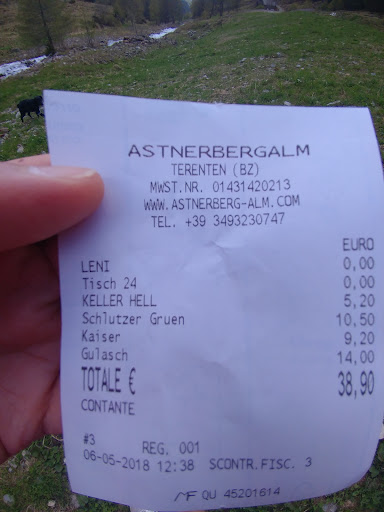 ASTNERBERGALM
TERENTEN (BZ)
MWST.NR. 01431420213
WWW.ASTNERBERG-ALM.COM
TEL. +39 3493230747
EURO
LENI 0,00
Tisch 24 0,00
KELLER HELL 5,20
Schlutzer Gruen 10,50
Kaiser 9,20
Gulasch 14,00
TOTALE € 38,90
CONTANTE
#3 REG. 001
06-05-2018 12:38 SCONTR.FISC. 3
MF QU 45201614